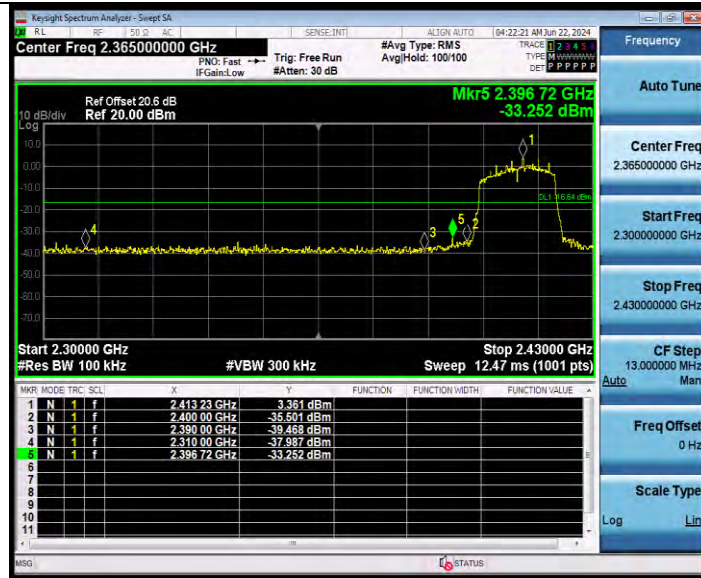 Keysight Spectrum Analyzer - Swept SA
LXI RL RF 50 Ω AC SENSE:INT ALIGN AUTO 04:22:21 AM Jun 22, 2024
Center Freq 2.365000000 GHz
PNO: Fast
IFGain:Low
Trig: Free Run
#Atten: 30 dB
#Avg Type: RMS
Avg|Hold: 100/100
TRACE 1 2 3 4 5 6
TYPE M WWWWW
DET P P P P P P
Ref Offset 20.6 dB
10 dB/div Ref 20.00 dBm
Log
Mkr5 2.396 72 GHz
-33.252 dBm
10.0
0.00
-10.0
-20.0
-30.0
-40.0
-50.0
-60.0
-70.0
1
DL1 -16.64 dBm
4
3
5
2
Start 2.30000 GHz Stop 2.43000 GHz
#Res BW 100 kHz #VBW 300 kHz Sweep 12.47 ms (1001 pts)
MKR MODE TRC SCL X Y FUNCTION FUNCTION WIDTH FUNCTION VALUE
1 N 1 f 2.413 23 GHz 3.361 dBm
2 N 1 f 2.400 00 GHz -35.501 dBm
3 N 1 f 2.390 00 GHz -39.468 dBm
4 N 1 f 2.310 00 GHz -37.987 dBm
5 N 1 f 2.396 72 GHz -33.252 dBm
6
7
8
9
10
11
MSG STATUS
Frequency
Auto Tune
Center Freq
2.365000000 GHz
Start Freq
2.300000000 GHz
Stop Freq
2.430000000 GHz
CF Step
13.000000 MHz
Auto Man
Freq Offset
0 Hz
Scale Type
Log Lin